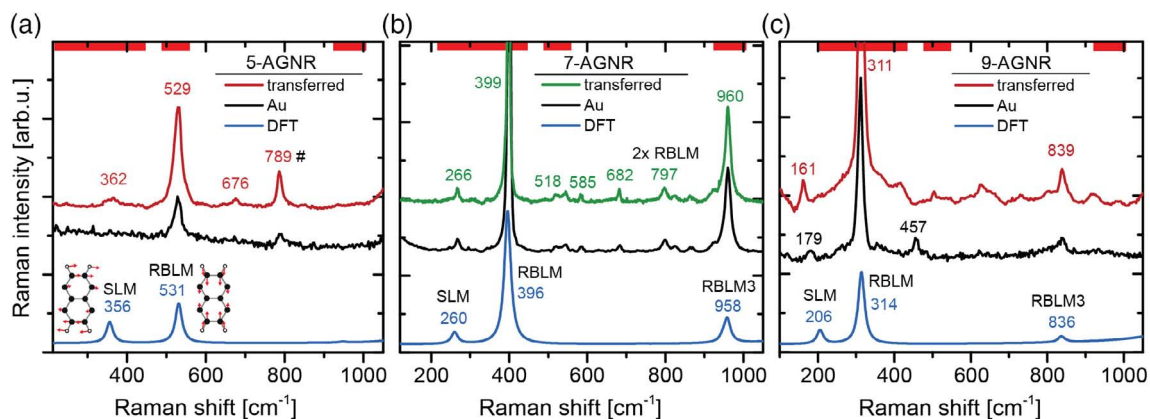 (a)
5-AGNR
transferred
Au
DFT
529
362
676
789 #
SLM
356
RBLM
531
400 600 800 1000
Raman shift [cm⁻¹]
Raman intensity [arb.u.]
(b)
7-AGNR
transferred
Au
DFT
399
960
2x RBLM
266
518
585
682
797
RBLM
396
SLM
260
RBLM3
958
200 400 600 800 1000
Raman shift [cm⁻¹]
(c)
9-AGNR
transferred
Au
DFT
311
161
839
179
457
RBLM
314
SLM
206
RBLM3
836
200 400 600 800 1000
Raman shift [cm⁻¹]